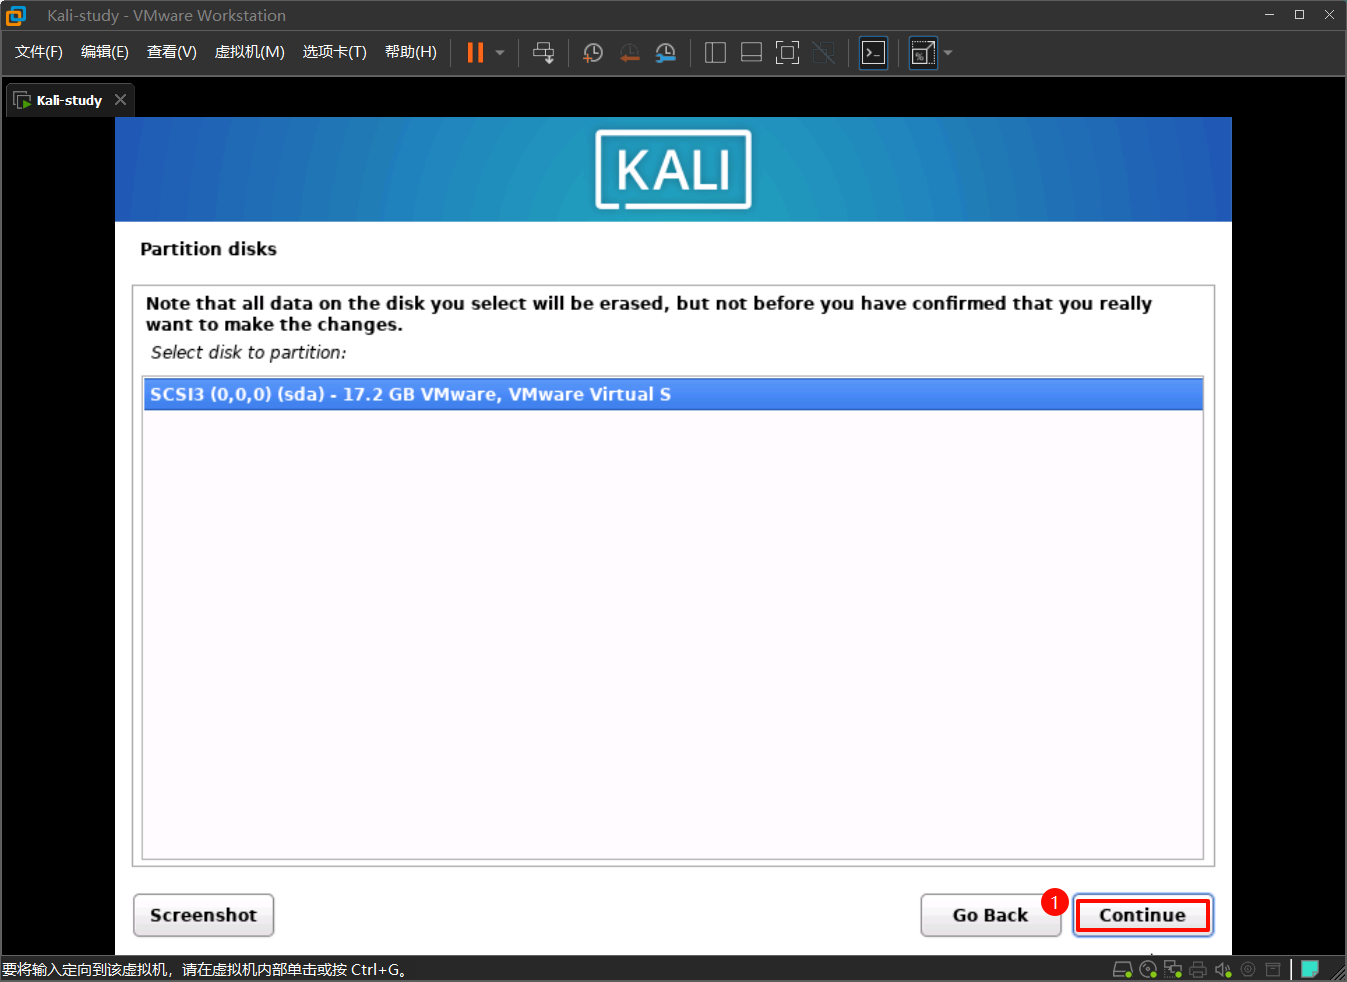 Kali-study - VMware Workstation
文件(F) 编辑(E) 查看(V) 虚拟机(M) 选项卡(T) 帮助(H)
Kali-study
KALI
Partition disks
Note that all data on the disk you select will be erased, but not before you have confirmed that you really
want to make the changes.
Select disk to partition:
SCSI3 (0,0,0) (sda) - 17.2 GB VMware, VMware Virtual S
Screenshot
Go Back
1
Continue
要将输入定向到该虚拟机，请在虚拟机内部单击或按 Ctrl+G。